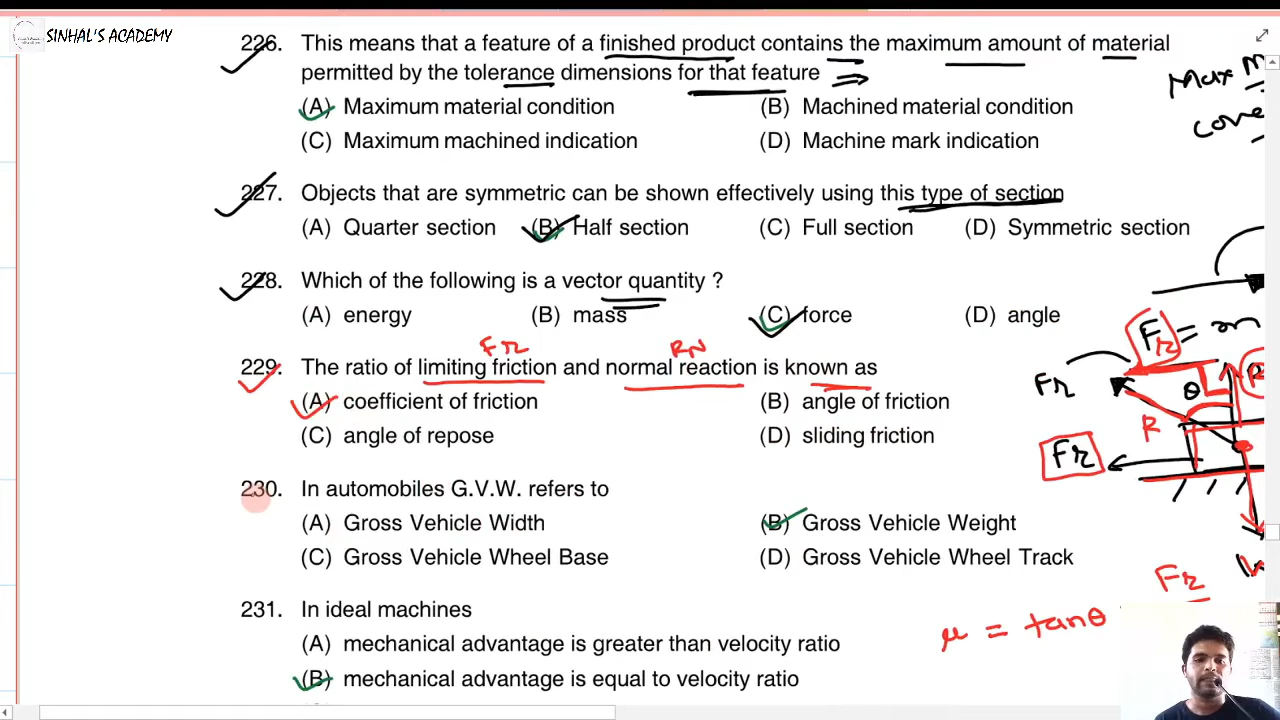 SINHAL'S ACADEMY
226. This means that a feature of a finished product contains the maximum amount of material
permitted by the tolerance dimensions for that feature
(A) Maximum material condition (B) Machined material condition
(C) Maximum machined indication (D) Machine mark indication
Max
227. Objects that are symmetric can be shown effectively using this type of section
(A) Quarter section (B) Half section (C) Full section (D) Symmetric section
228. Which of the following is a vector quantity ?
(A) energy (B) mass (C) force (D) angle
Fr RN
Fr =
229. The ratio of limiting friction and normal reaction is known as
Fr θ
(A) coefficient of friction (B) angle of friction
R
(C) angle of repose (D) sliding friction
Fr
230. In automobiles G.V.W. refers to
(A) Gross Vehicle Width (B) Gross Vehicle Weight
(C) Gross Vehicle Wheel Base (D) Gross Vehicle Wheel Track
Fr
231. In ideal machines
μ = tanθ
(A) mechanical advantage is greater than velocity ratio
(B) mechanical advantage is equal to velocity ratio